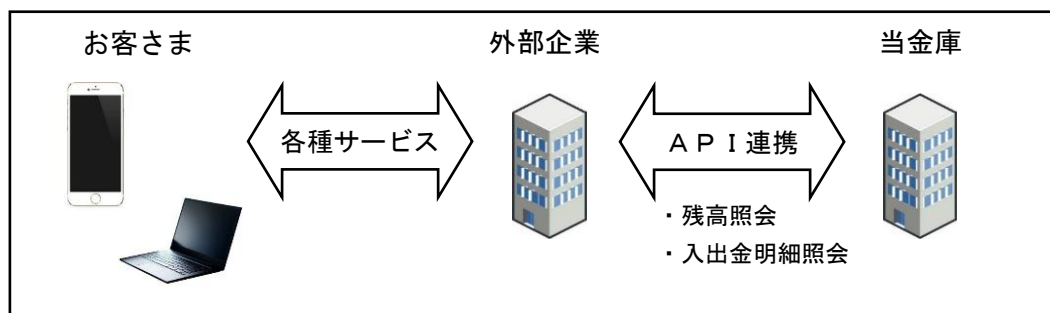 お客さま
外部企業
当金庫
各種サービス
ＡＰＩ連携
・残高照会
・入出金明細照会